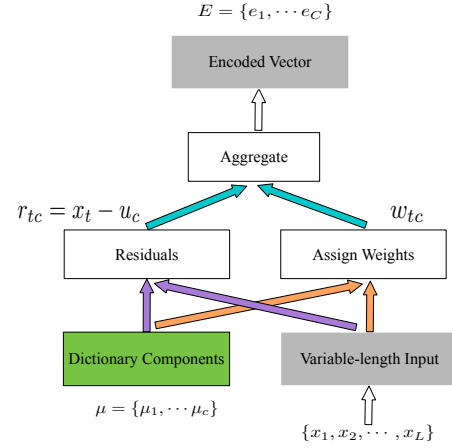 E = {e_1, ⋯ e_C}
Encoded Vector
Aggregate
r_{tc} = x_t − u_c
w_{tc}
Residuals
Assign Weights
Dictionary Components
Variable-length Input
μ = {μ_1, ⋯ μ_c}
{x_1, x_2, ⋯ , x_L}